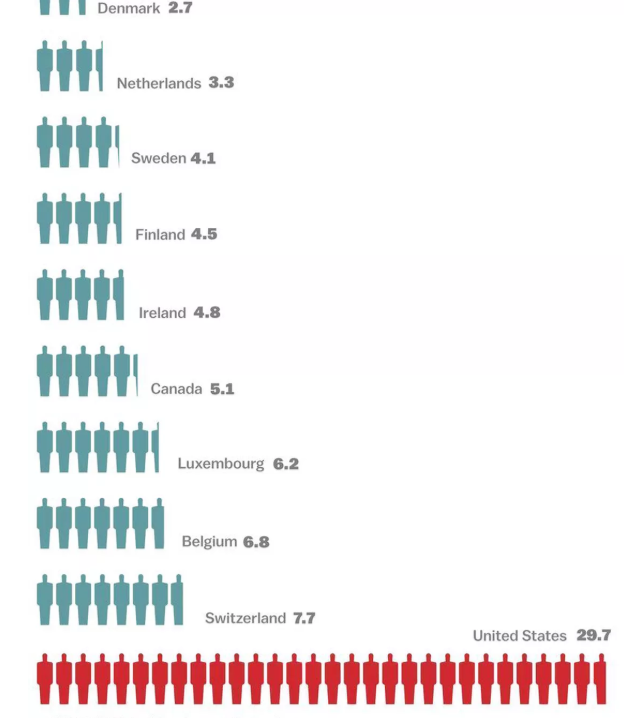 Denmark 2.7
Netherlands 3.3
Sweden 4.1
Finland 4.5
Ireland 4.8
Canada 5.1
Luxembourg 6.2
Belgium 6.8
Switzerland 7.7
United States 29.7